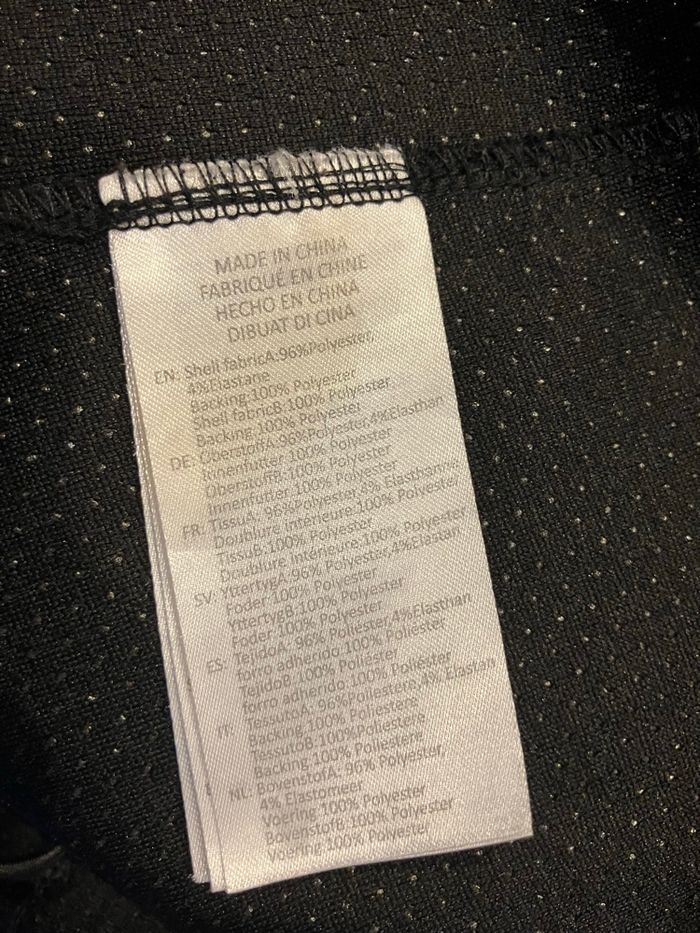 MADE IN CHINA
FABRIQUÉ EN CHINE
HECHO EN CHINA
DIBUAT DI CINA
EN: Shell fabricA:96%Polyester,
4%Elastane
Backing:100% Polyester
Shell fabricB:100% Polyester
Backing:100% Polyester
DE: OberstoffA:96%Polyester,4%Elasthan
Innenfutter:100% Polyester
OberstoffB:100% Polyester
Innenfutter:100% Polyester
FR: TissuA: 96%Polyester,4% Elasthanne
Doublure Intérieure:100% Polyester
TissuB:100% Polyester
Doublure Intérieure:100% Polyester
SV: YttertygA:96% Polyester,4%Elastan
Foder:100% Polyester
YttertygB:100% Polyester
Foder:100% Polyester
ES: TejidoA: 96% Poliéster,4%Elasthan
forro adherido:100% Poliéster
TejidoB:100% Poliéster
forro adherido:100% Poliéster
IT: TessutoA: 96%Poliestere,4% Elastan
Backing:100% Poliestere
TessutoB:100%Poliestere
Backing:100% Poliestere
NL: BovenstofA: 96% Polyester,
4% Elastomeer
Voering:100% Polyester
BovenstofB:100% Polyester
Voering:100% Polyester